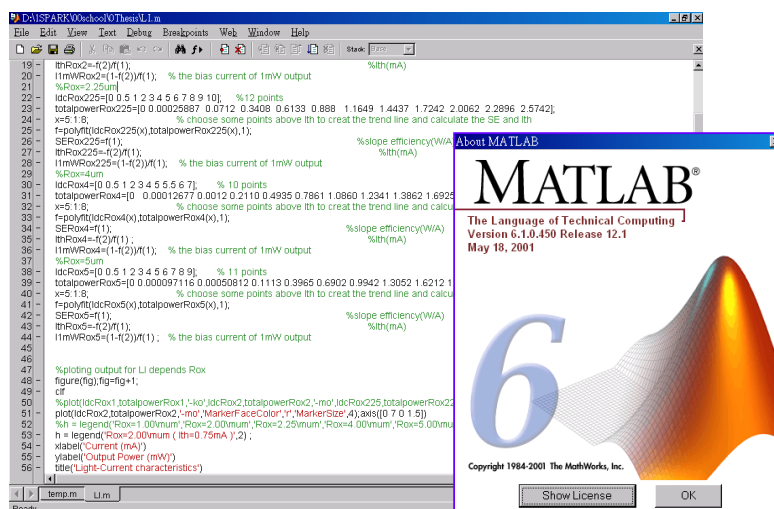 D:\1SPARK\00school\0Thesis\LI.m
File Edit View Text Debug Breakpoints Web Window Help
Stack: Base
19 - IthRox2=-f(2)/f(1); %Ith(mA)
20 - I1mWRox2=(1-f(2))/f(1); % the bias current of 1mW output
21 %Rox=2.25um
22 - IdcRox225=[0 0.5 1 2 3 4 5 6 7 8 9 10]; %12 points
23 - totalpowerRox225=[0 0.00025887 0.0712 0.3408 0.6133 0.888 1.1649 1.4437 1.7242 2.0062 2.2896 2.5742];
24 - x=5:1:8; % choose some points above Ith to creat the trend line and calculate the SE and Ith
25 - f=polyfit(IdcRox225(x),totalpowerRox225(x),1);
26 - SERox225=f(1); %slope efficiency(W/A)
27 - IthRox225=-f(2)/f(1); %Ith(mA)
28 - I1mWRox225=(1-f(2))/f(1); % the bias current of 1mW output
29 %Rox=4um
30 - IdcRox4=[0 0.5 1 2 3 4 5 5.5 6 7]; % 10 points
31 - totalpowerRox4=[0 0.00012677 0.0012 0.2110 0.4935 0.7861 1.0860 1.2341 1.3862 1.6925
32 - x=5:1:8; % choose some points above Ith to creat the trend line and calcu
33 - f=polyfit(IdcRox4(x),totalpowerRox4(x),1);
34 - SERox4=f(1); %slope efficiency(W/A)
35 - IthRox4=-f(2)/f(1) ; %Ith(mA)
36 - I1mWRox4=(1-f(2))/f(1); % the bias current of 1mW output
37 %Rox=5um
38 - IdcRox5=[0 0.5 1 2 3 4 5 6 7 8 9]; % 11 points
39 - totalpowerRox5=[0 0.000097116 0.00050812 0.1113 0.3965 0.6902 0.9942 1.3052 1.6212 1
40 - x=5:1:8; % choose some points above Ith to creat the trend line and calcu
41 - f=polyfit(IdcRox5(x),totalpowerRox5(x),1);
42 - SERox5=f(1); %slope efficiency(W/A)
43 - IthRox5=-f(2)/f(1); %Ith(mA)
44 - I1mWRox5=(1-f(2))/f(1) ; % the bias current of 1mW output
45
46
47 %ploting output for LI depends Rox
48 - figure(fig);fig=fig+1;
49 - clf
50 %plot(IdcRox1,totalpowerRox1,'-ko',IdcRox2,totalpowerRox2,'-mo',IdcRox225,totalpowerRox22
51 - plot(IdcRox2,totalpowerRox2,'-mo','MarkerFaceColor','r','MarkerSize',4);axis([0 7 0 1.5])
52 %h = legend('Rox=1.00\mum','Rox=2.00\mum','Rox=2.25\mum','Rox=4.00\mum','Rox=5.00\mum
53 - h = legend('Rox=2.00\mum ( Ith=0.75mA )',2) ;
54 - xlabel('Current (mA)')
55 - ylabel('Output Power (mW)')
56 - title('Light-Current characteristics')
temp.m LI.m
Ready
About MATLAB
MATLAB®
The Language of Technical Computing
Version 6.1.0.450 Release 12.1
May 18, 2001
6
Copyright 1984-2001 The MathWorks, Inc.
Show License OK